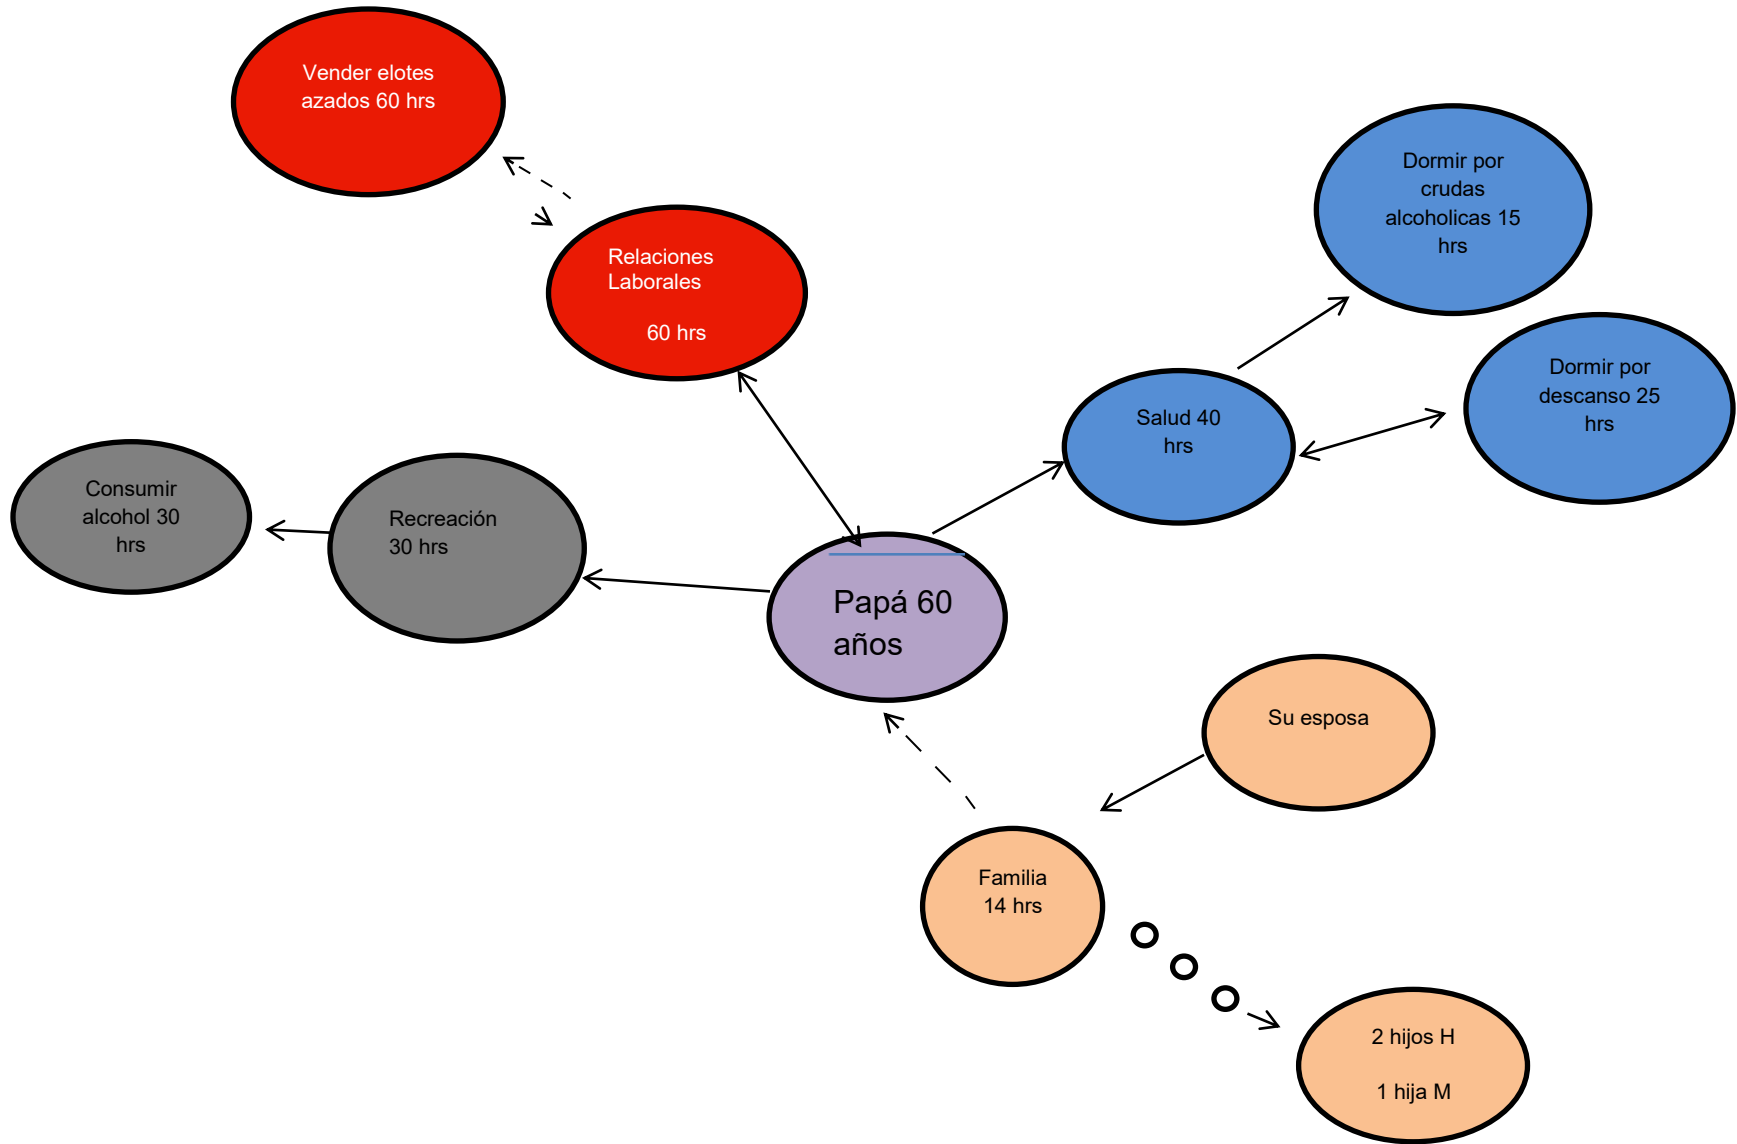 Vender elotes
azados 60 hrs
Relaciones
Laborales
60 hrs
Dormir por
crudas
alcoholicas 15
hrs
Dormir por
descanso 25
hrs
Salud 40
hrs
Consumir
alcohol 30
hrs
Recreación
30 hrs
Papá 60
años
Su esposa
Familia
14 hrs
2 hijos H
1 hija M